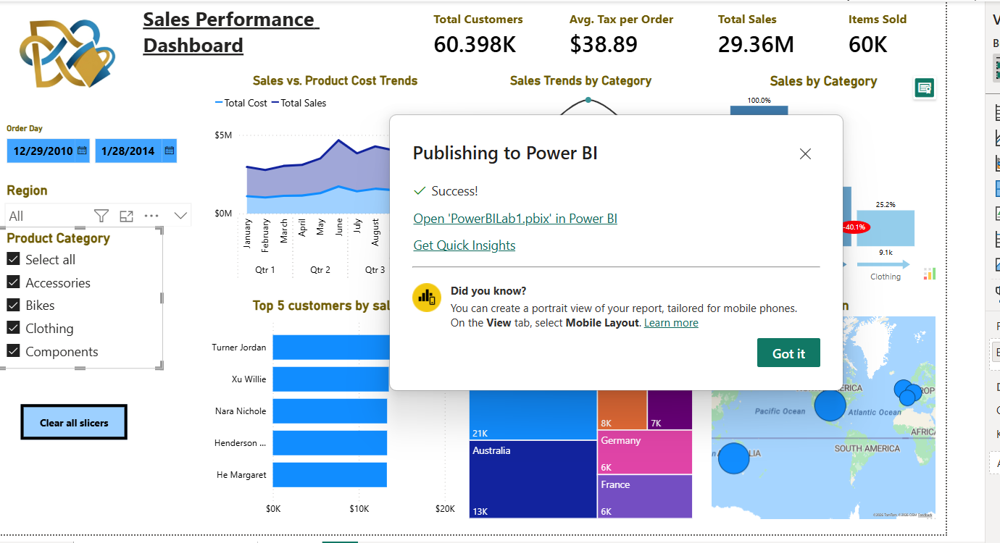 Sales Performance
Dashboard
Total Customers
60.398K
Avg. Tax per Order
$38.89
Total Sales
29.36M
Items Sold
60K
Order Day
12/29/2010
1/28/2014
Region
All
Product Category
Select all
Accessories
Bikes
Clothing
Components
Clear all slicers
Sales vs. Product Cost Trends
Total Cost
Total Sales
$5M
$0M
January
February
March
April
May
June
July
August
Qtr 1
Qtr 2
Qtr 3
Sales Trends by Category
Sales by Category
100.0%
25.2%
-40.1%
9.1k
Clothing
Publishing to Power BI
Success!
Open 'PowerBILab1.pbix' in Power BI
Get Quick Insights
Did you know?
You can create a portrait view of your report, tailored for mobile phones.
On the View tab, select Mobile Layout. Learn more
Got it
Top 5 customers by sal
Turner Jordan
Xu Willie
Nara Nichole
Henderson ...
He Margaret
$0K
$10K
$20K
21K
8K
7K
Australia
13K
Germany
6K
France
6K
n
ERICA
ROP
Pacific Ocean
Atlantic Ocean
AFRICA
SOUTH AMERICA
LIA